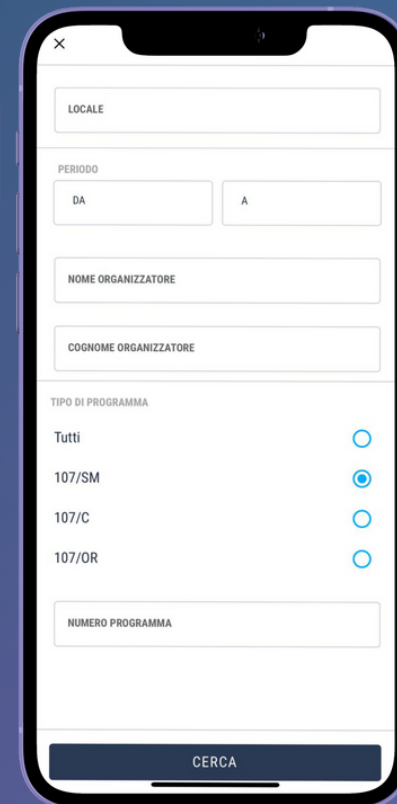 LOCALE
PERIODO
DA A
NOME ORGANIZZATORE
COGNOME ORGANIZZATORE
TIPO DI PROGRAMMA
Tutti
107/SM
107/C
107/OR
NUMERO PROGRAMMA
CERCA